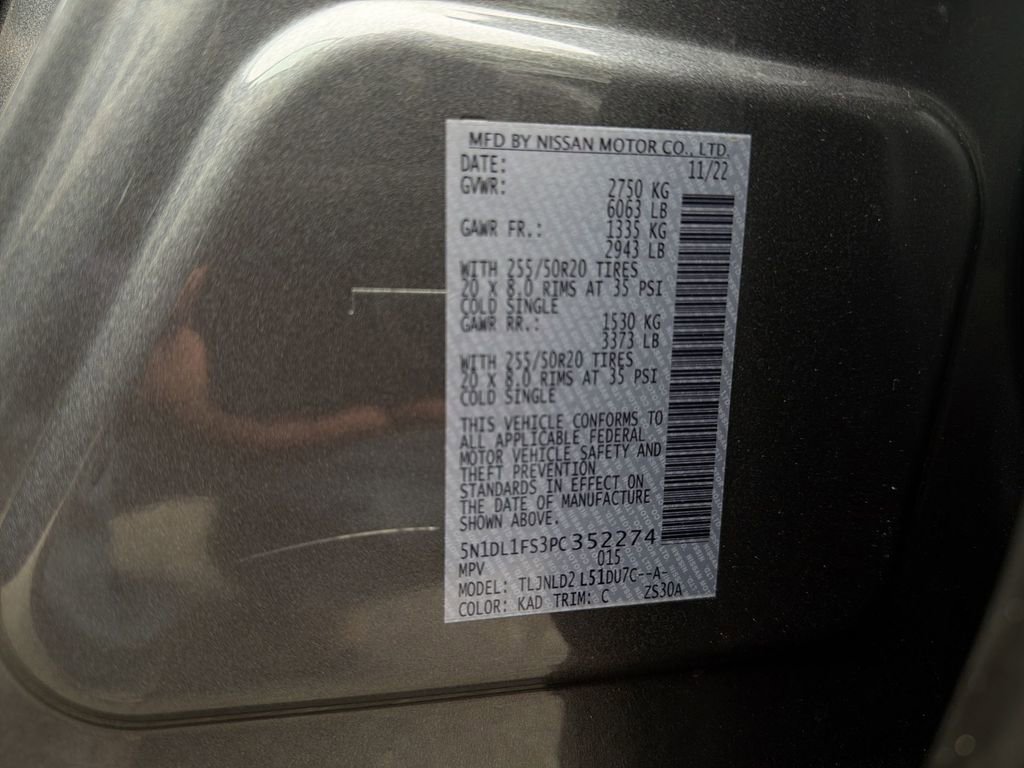 MFD BY NISSAN MOTOR CO., LTD.
DATE: 11/22
GVWR: 2750 KG
6063 LB
GAWR FR.: 1335 KG
2943 LB
WITH 255/50R20 TIRES
20 X 8.0 RIMS AT 35 PSI
COLD SINGLE
GAWR RR.: 1530 KG
3373 LB
WITH 255/50R20 TIRES
20 X 8.0 RIMS AT 35 PSI
COLD SINGLE
THIS VEHICLE CONFORMS TO
ALL APPLICABLE FEDERAL
MOTOR VEHICLE SAFETY AND
THEFT PREVENTION
STANDARDS IN EFFECT ON
THE DATE OF MANUFACTURE
SHOWN ABOVE.
5N1DL1FS3PC352274
MPV 015
MODEL: TLJNLD2 L51DU7C--A-
COLOR: KAD TRIM: C ZS30A